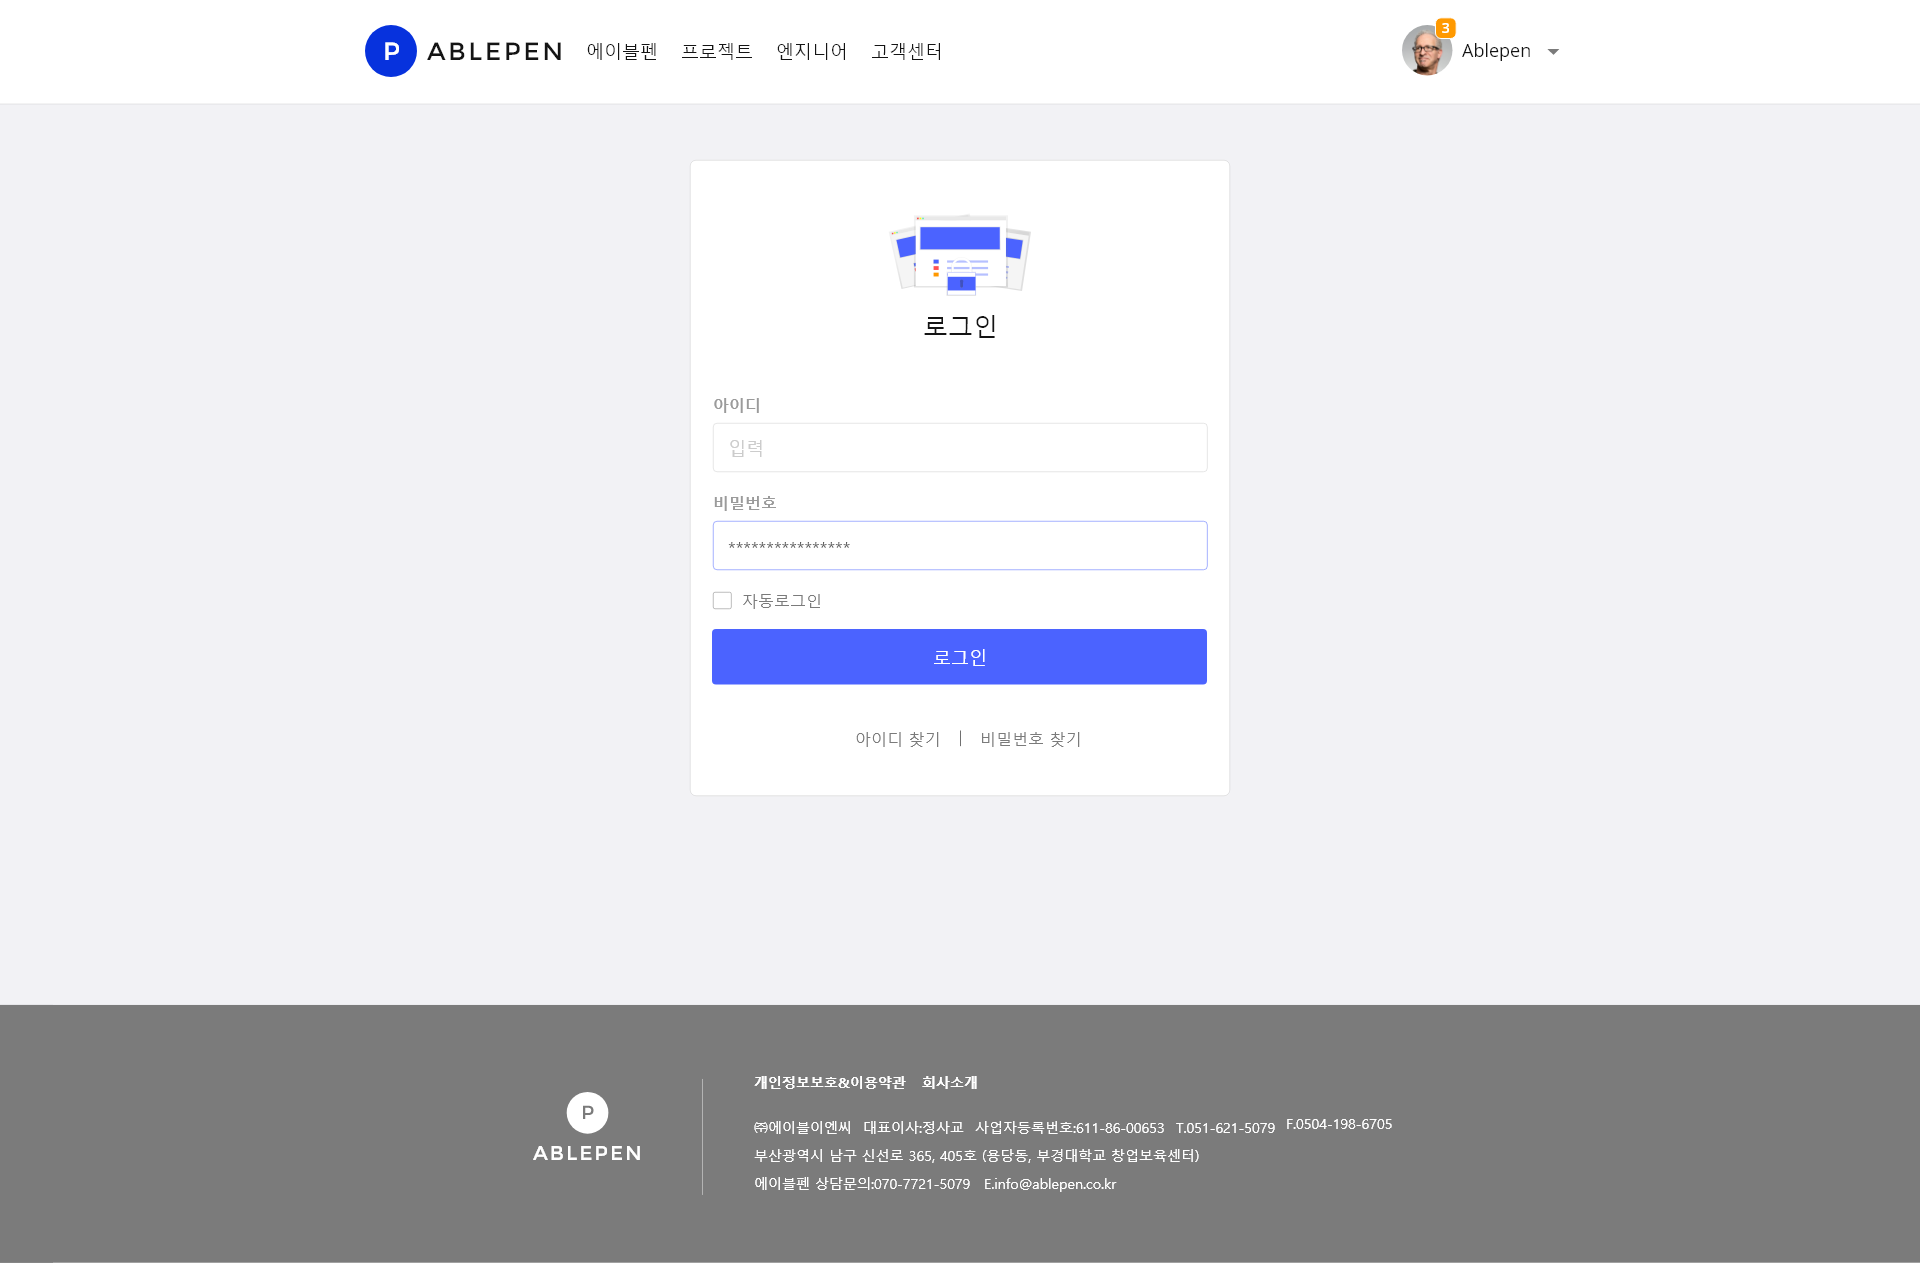 P ABLEPEN 에이블펜 프로젝트 엔지니어 고객센터 3 Ablepen
로그인
아이디
입력
비밀번호
****************
자동로그인
로그인
아이디 찾기 | 비밀번호 찾기
P
ABLEPEN
개인정보보호&이용약관 회사소개
㈜에이블이엔씨 대표이사:정사교 사업자등록번호:611-86-00653 T.051-621-5079 F.0504-198-6705
부산광역시 남구 신선로 365, 405호 (용당동, 부경대학교 창업보육센터)
에이블펜 상담문의:070-7721-5079 E.info@ablepen.co.kr